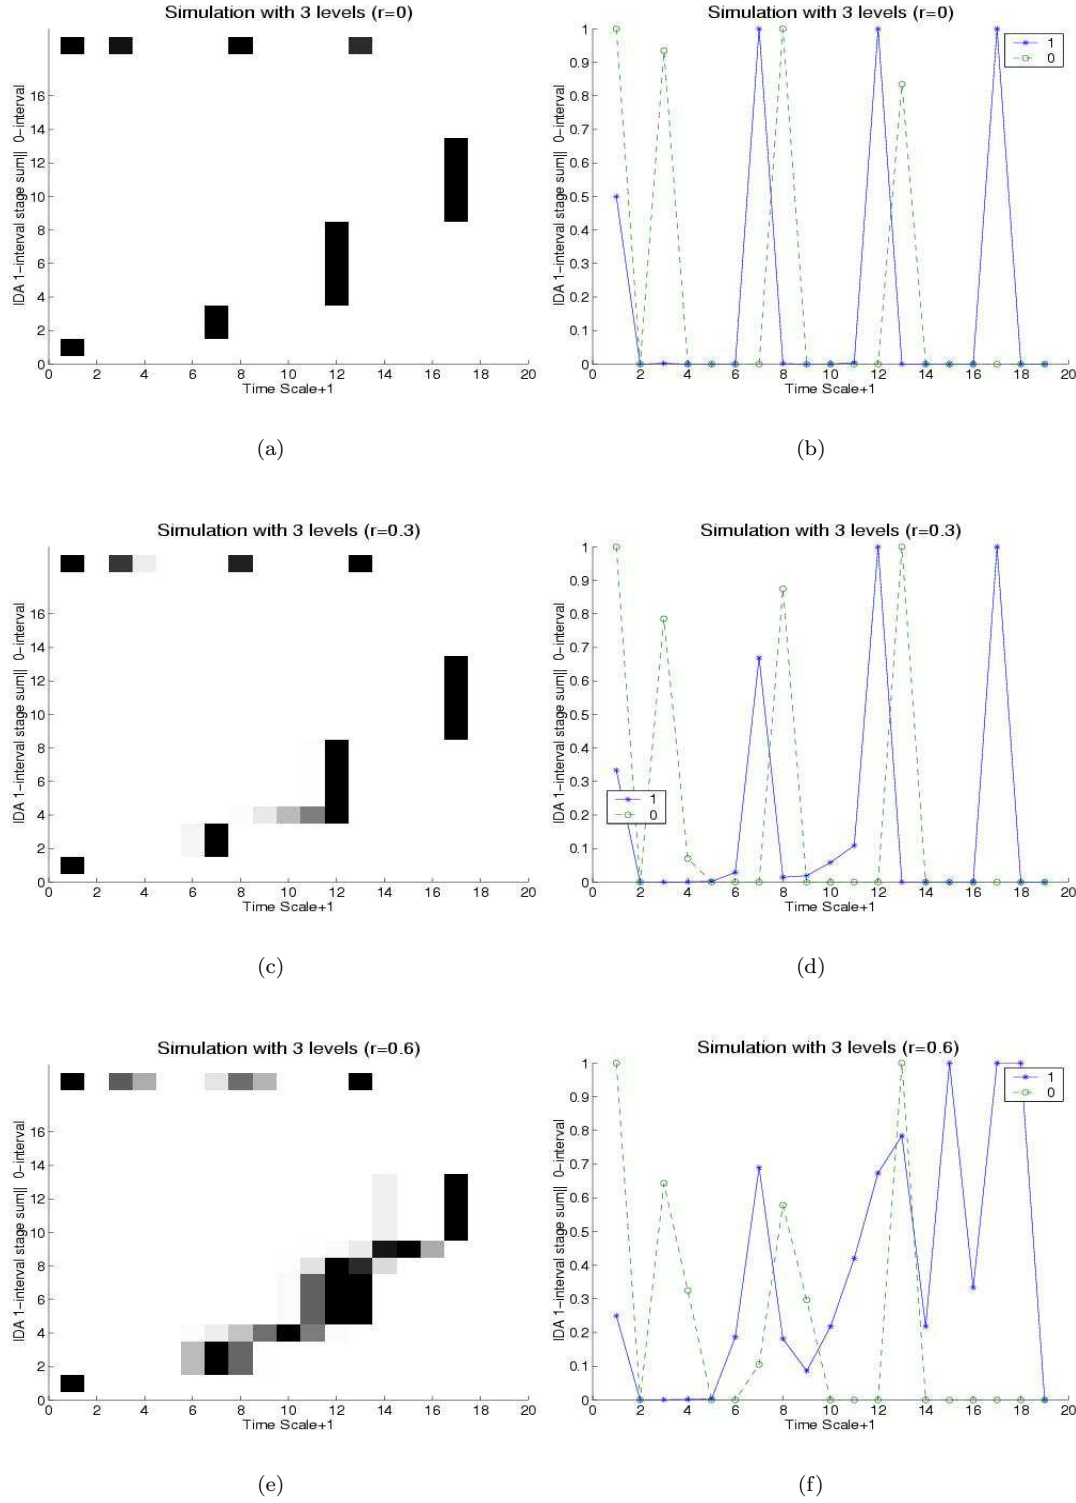 Simulation with 3 levels (r=0)
IDA 1-interval stage sum|| 0-interval
16
14
12
10
8
6
4
2
0
0 2 4 6 8 10 12 14 16 18 20
Time Scale+1
(a)
Simulation with 3 levels (r=0)
IDA 1-interval stage sum|| 0-interval
1
0.9
0.8
0.7
0.6
0.5
0.4
0.3
0.2
0.1
0
1
0
0 2 4 6 8 10 12 14 16 18 20
Time Scale+1
(b)
Simulation with 3 levels (r=0.3)
IDA 1-interval stage sum|| 0-interval
16
14
12
10
8
6
4
2
0
0 2 4 6 8 10 12 14 16 18 20
Time Scale+1
(c)
Simulation with 3 levels (r=0.3)
IDA 1-interval stage sum|| 0-interval
1
0.9
0.8
0.7
0.6
0.5
0.4
0.3
0.2
0.1
0
1
0
0 2 4 6 8 10 12 14 16 18 20
Time Scale+1
(d)
Simulation with 3 levels (r=0.6)
IDA 1-interval stage sum|| 0-interval
16
14
12
10
8
6
4
2
0
0 2 4 6 8 10 12 14 16 18 20
Time Scale+1
(e)
Simulation with 3 levels (r=0.6)
IDA 1-interval stage sum|| 0-interval
1
0.9
0.8
0.7
0.6
0.5
0.4
0.3
0.2
0.1
0
1
0
0 2 4 6 8 10 12 14 16 18 20
Time Scale+1
(f)